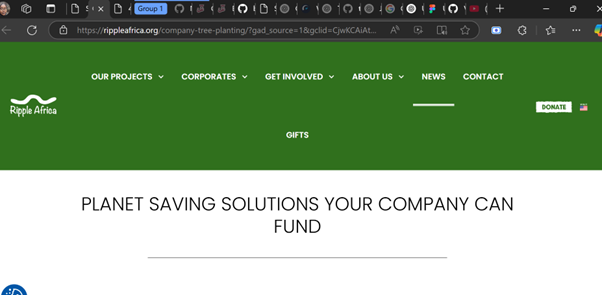 Group 1
https://rippleafrica.org/company-tree-planting/?gad_source=1&gclid=CjwKCAiAt...
OUR PROJECTS CORPORATES GET INVOLVED ABOUT US NEWS CONTACT
Ripple Africa
DONATE
GIFTS
PLANET SAVING SOLUTIONS YOUR COMPANY CAN
FUND